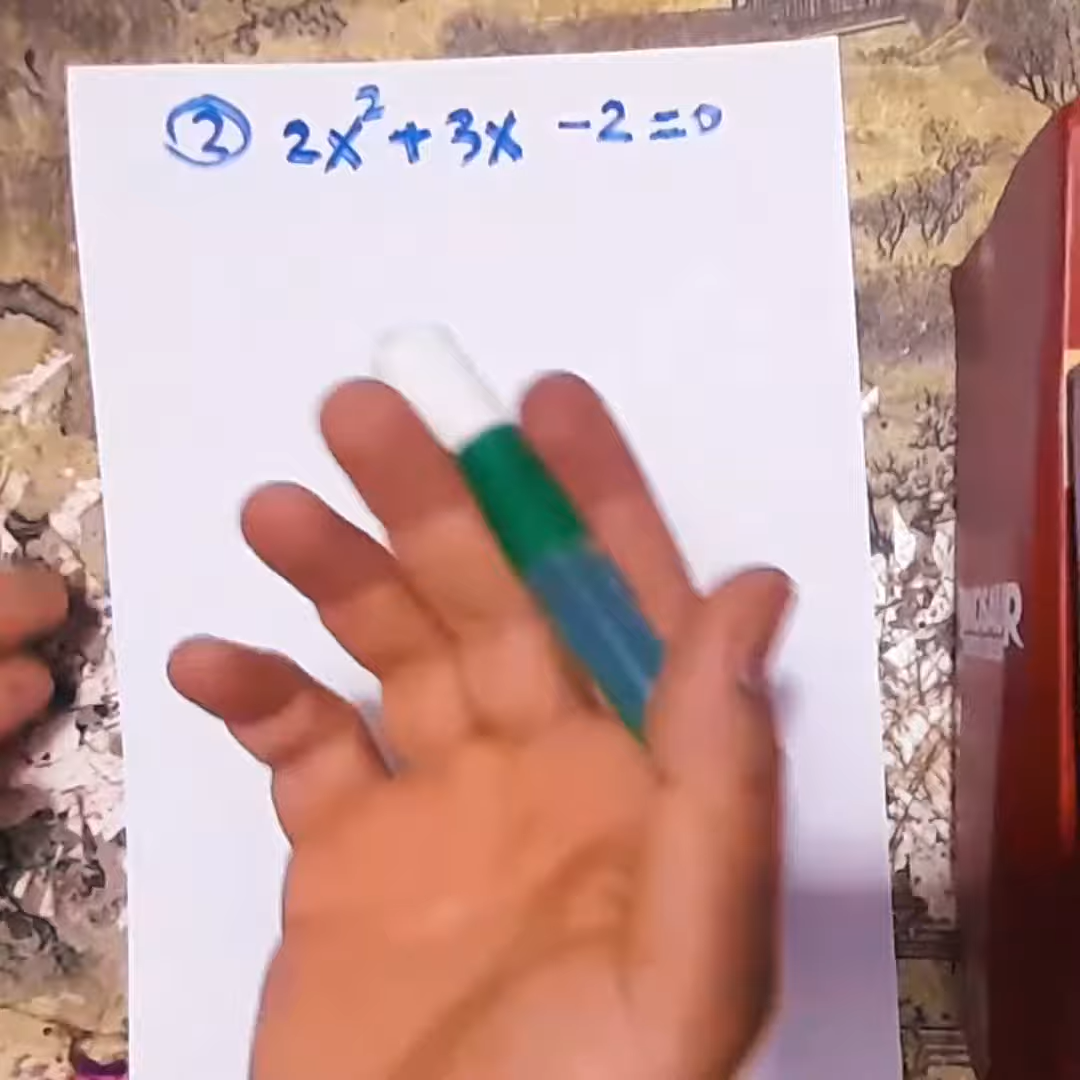 ② 2x² + 3x - 2 = 0